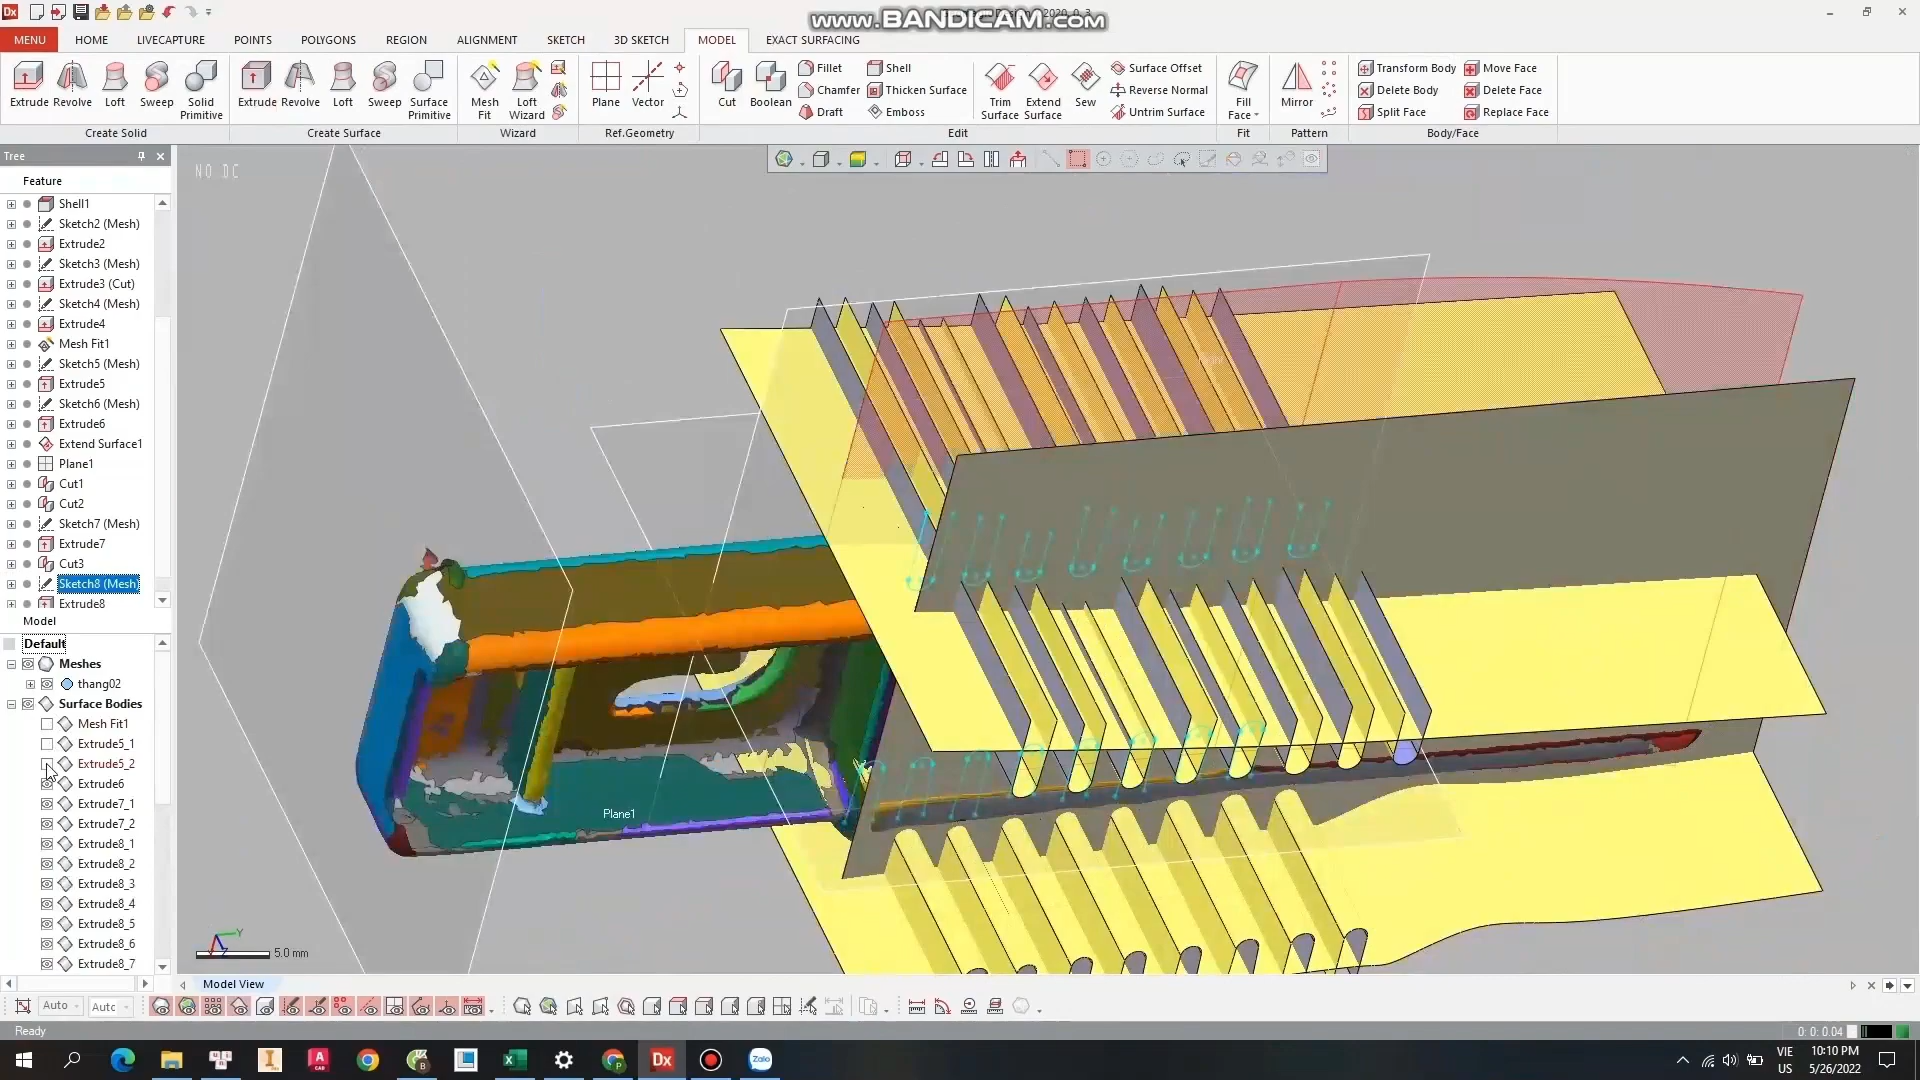 WWW.BANDICAM.COM
Dx
MENU HOME LIVECAPTURE POINTS POLYGONS REGION ALIGNMENT SKETCH 3D SKETCH MODEL EXACT SURFACING
Fillet Shell Surface Offset Transform Body Move Face
Chamfer Thicken Surface Reverse Normal Delete Body Delete Face
Draft Emboss Untrim Surface Split Face Replace Face
Extrude Revolve Loft Sweep Solid Primitive
Extrude Revolve Loft Sweep Surface Primitive
Mesh Fit Loft Wizard Plane Vector Cut Boolean Trim Surface Extend Surface Sew Fill Face Mirror
Create Solid Create Surface Wizard Ref.Geometry Edit Fit Pattern Body/Face
Tree
NO DC
Feature
Shell1
Sketch2 (Mesh)
Extrude2
Sketch3 (Mesh)
Extrude3 (Cut)
Sketch4 (Mesh)
Extrude4
Mesh Fit1
Sketch5 (Mesh)
Extrude5
Sketch6 (Mesh)
Extrude6
Extend Surface1
Plane1
Cut1
Cut2
Sketch7 (Mesh)
Extrude7
Cut3
Sketch8 (Mesh)
Extrude8
Model
Default
Meshes
thang02
Surface Bodies
Mesh Fit1
Extrude5_1
Extrude5_2
Extrude6
Extrude7_1
Extrude7_2
Extrude8_1
Extrude8_2
Extrude8_3
Extrude8_4
Extrude8_5
Extrude8_6
Extrude8_7
Plane1
Y
5.0 mm
Model View
Auto Auto
Ready
0: 0: 0.04
Dx
Zalo
VIE
US
10:10 PM
5/26/2022